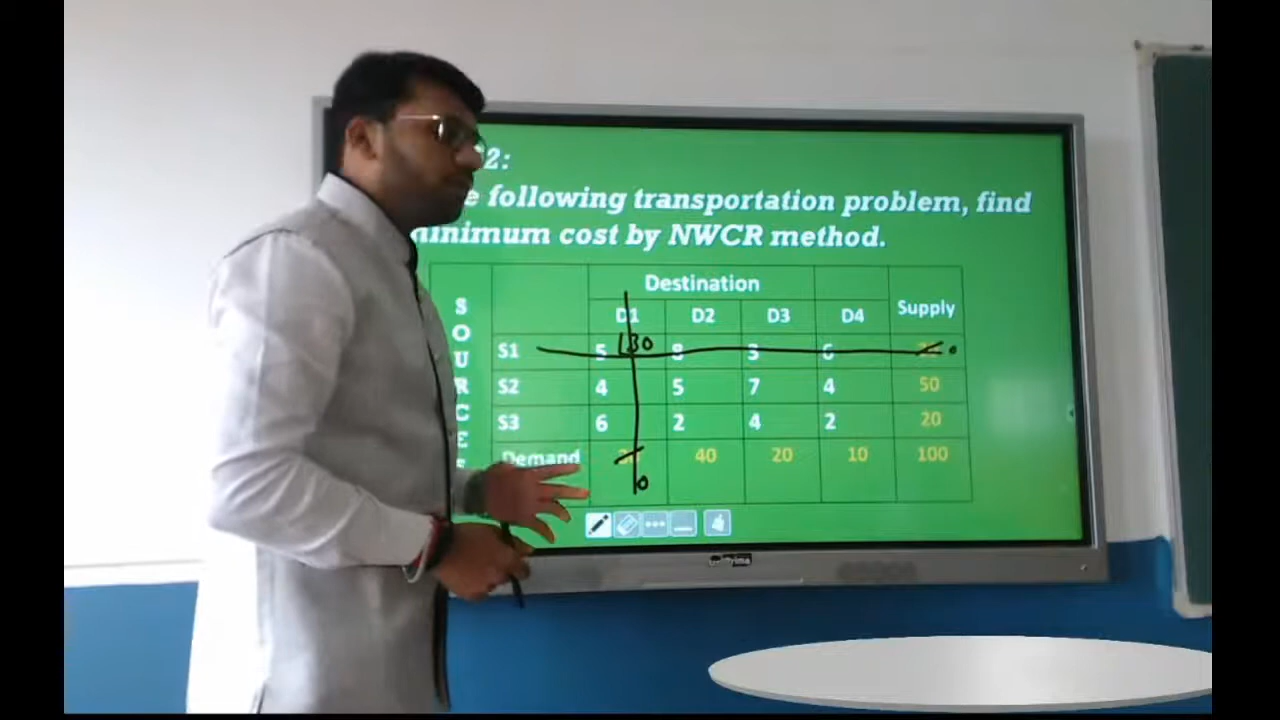 2:
following transportation problem, find
minimum cost by NWCR method.
SOURCES
Destination
D1 D2 D3 D4 Supply
S1 5 30 8 3 6 0
S2 4 5 7 4 50
S3 6 2 4 2 20
Demand 40 20 10 100
0